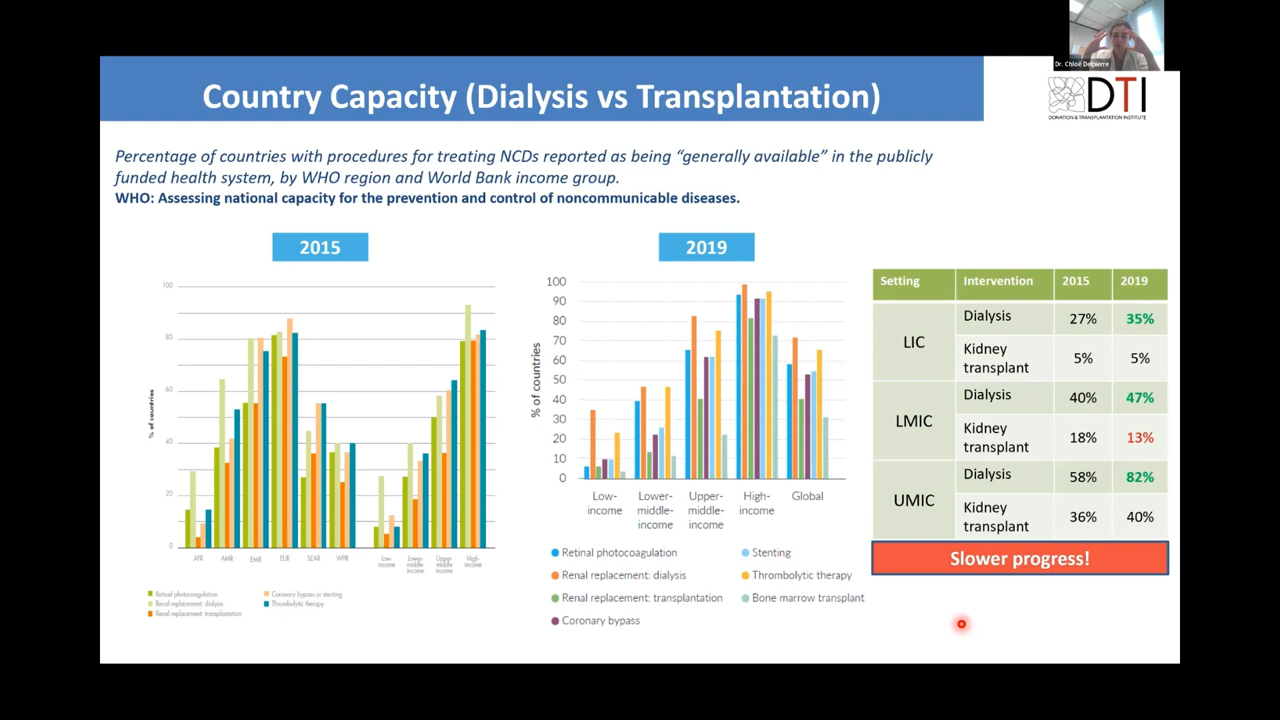 Dr. Chloë Delpierre
Country Capacity (Dialysis vs Transplantation)
DTI
DONATION & TRANSPLANTATION INSTITUTE
Percentage of countries with procedures for treating NCDs reported as being “generally available” in the publicly
funded health system, by WHO region and World Bank income group.
WHO: Assessing national capacity for the prevention and control of noncommunicable diseases.
2015
100
80
60
40
20
0
% of countries
AFR
AMR
EMR
EUR
SEAR
WPR
Low-
income
Lower-
middle-
income
Upper-
middle
income
High-
income
Retinal photocoagulation
Renal replacement: dialysis
Renal replacement: transplantation
Coronary bypass or stenting
Thrombolytic therapy
2019
100
90
80
70
60
50
40
30
20
10
0
% of countries
Low-
income
Lower-
middle-
income
Upper-
middle-
income
High-
income
Global
Retinal photocoagulation
Renal replacement: dialysis
Renal replacement: transplantation
Coronary bypass
Stenting
Thrombolytic therapy
Bone marrow transplant
Setting Intervention 2015 2019
LIC
Dialysis 27% 35%
Kidney
transplant 5% 5%
LMIC
Dialysis 40% 47%
Kidney
transplant 18% 13%
UMIC
Dialysis 58% 82%
Kidney
transplant 36% 40%
Slower progress!